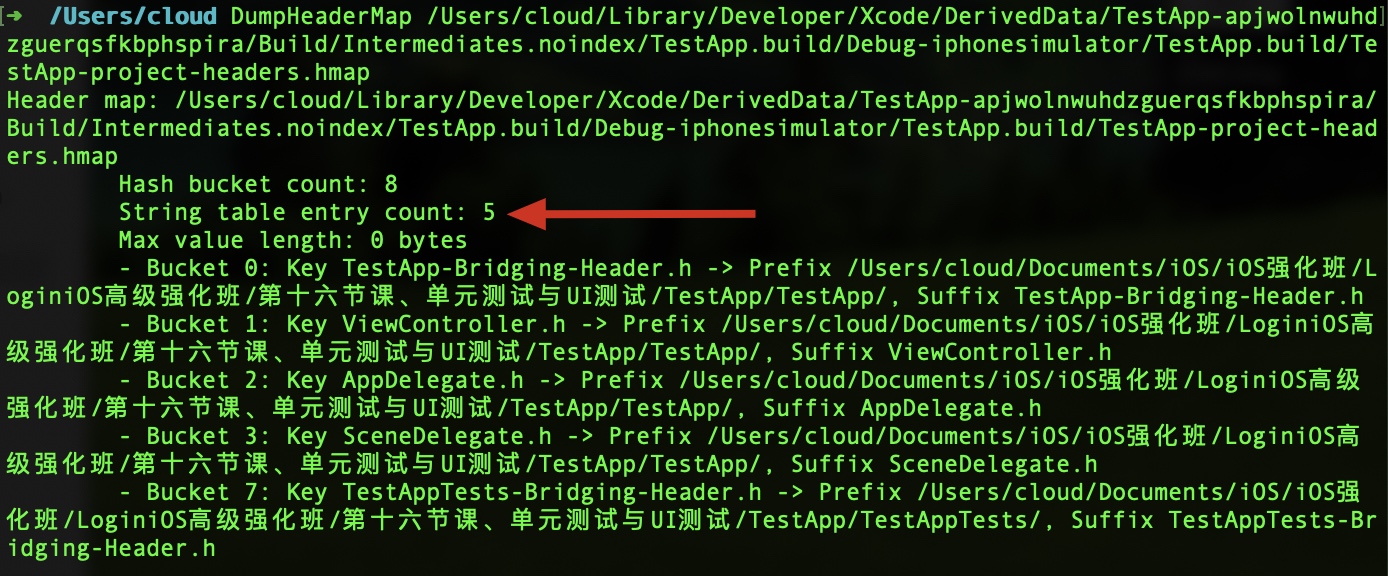 [➜  /Users/cloud DumpHeaderMap /Users/cloud/Library/Developer/Xcode/DerivedData/TestApp-apjwolnwuhd]
zguerqsfkbphspira/Build/Intermediates.noindex/TestApp.build/Debug-iphonesimulator/TestApp.build/Te
stApp-project-headers.hmap
Header map: /Users/cloud/Library/Developer/Xcode/DerivedData/TestApp-apjwolnwuhdzguerqsfkbphspira/
Build/Intermediates.noindex/TestApp.build/Debug-iphonesimulator/TestApp.build/TestApp-project-head
ers.hmap
Hash bucket count: 8
String table entry count: 5
Max value length: 0 bytes
- Bucket 0: Key TestApp-Bridging-Header.h -> Prefix /Users/cloud/Documents/iOS/iOS强化班/L
oginiOS高级强化班/第十六节课、单元测试与UI测试/TestApp/TestApp/, Suffix TestApp-Bridging-Header.h
- Bucket 1: Key ViewController.h -> Prefix /Users/cloud/Documents/iOS/iOS强化班/LoginiOS高
级强化班/第十六节课、单元测试与UI测试/TestApp/TestApp/, Suffix ViewController.h
- Bucket 2: Key AppDelegate.h -> Prefix /Users/cloud/Documents/iOS/iOS强化班/LoginiOS高级
强化班/第十六节课、单元测试与UI测试/TestApp/TestApp/, Suffix AppDelegate.h
- Bucket 3: Key SceneDelegate.h -> Prefix /Users/cloud/Documents/iOS/iOS强化班/LoginiOS高
级强化班/第十六节课、单元测试与UI测试/TestApp/TestApp/, Suffix SceneDelegate.h
- Bucket 7: Key TestAppTests-Bridging-Header.h -> Prefix /Users/cloud/Documents/iOS/iOS强
化班/LoginiOS高级强化班/第十六节课、单元测试与UI测试/TestApp/TestAppTests/, Suffix TestAppTests-Br
idging-Header.h